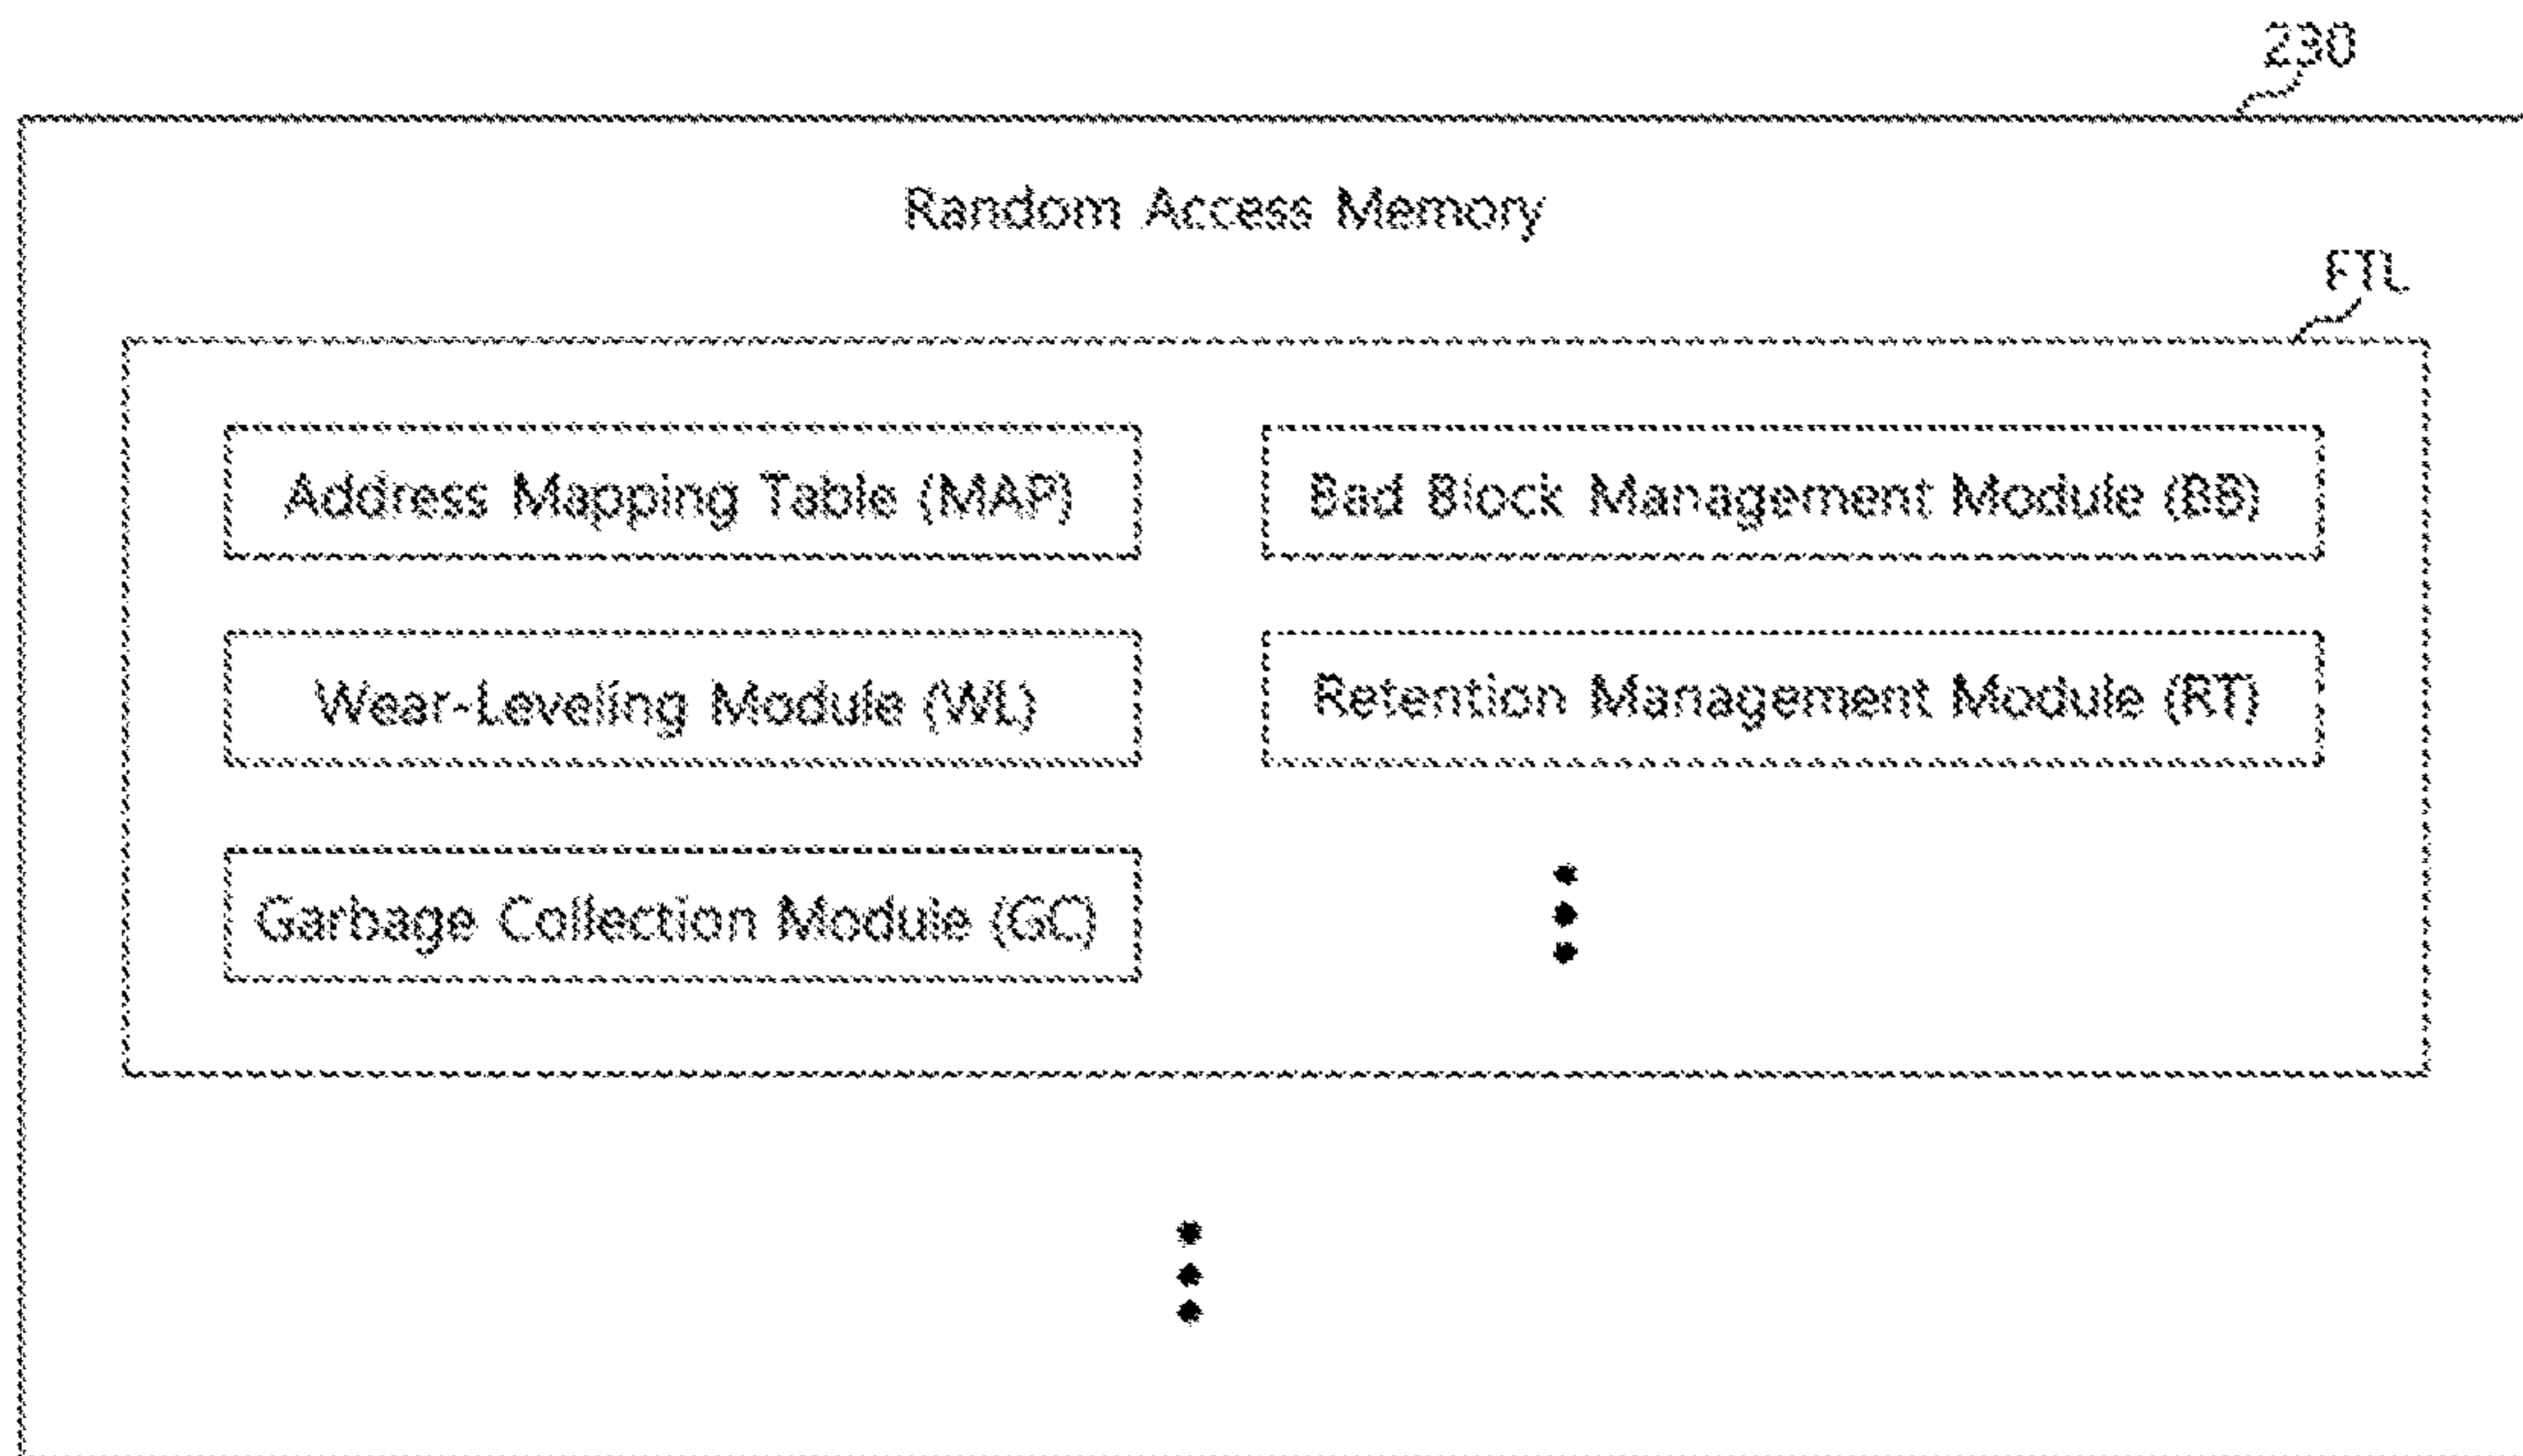 230
Random Access Memory
FTL
Address Mapping Table (MAP)
Bad Block Management Module (BB)
Wear-Leveling Module (WL)
Retention Management Module (RT)
Garbage Collection Module (GC)